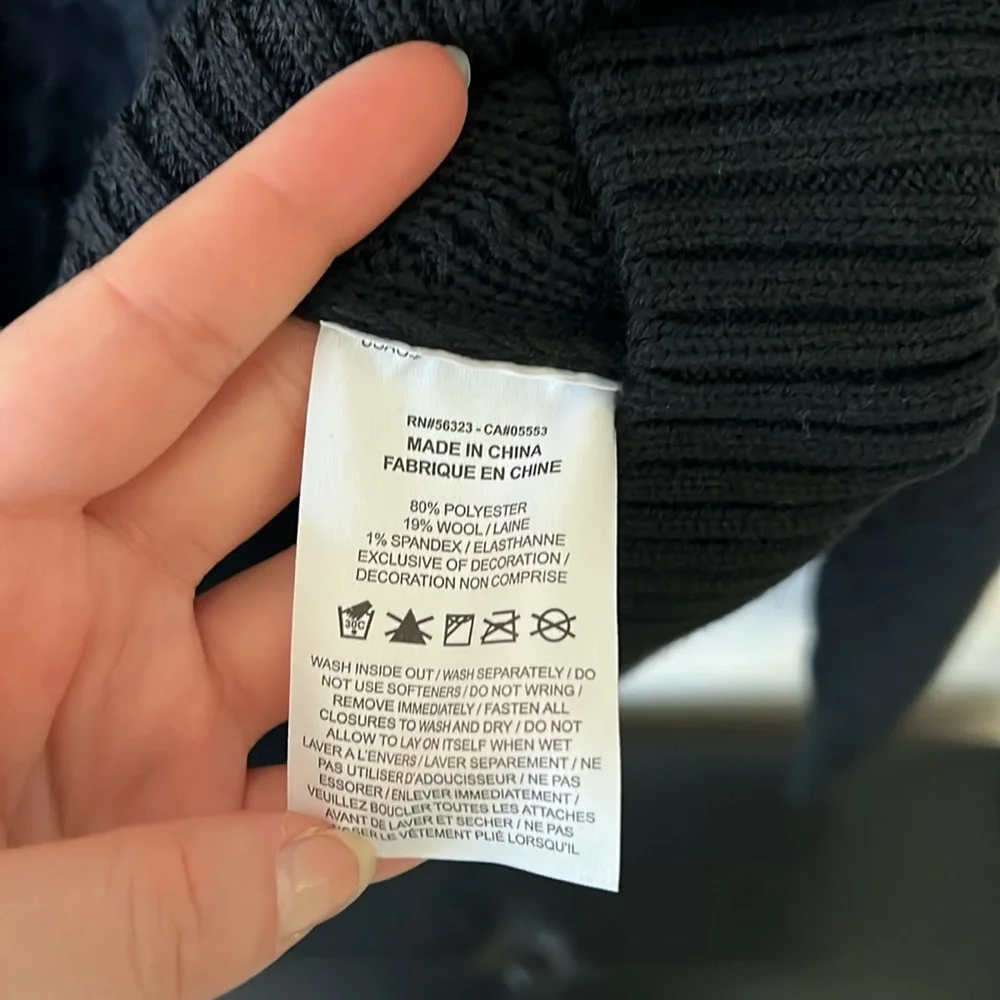 RN#56323 - CA#05553
MADE IN CHINA
FABRIQUE EN CHINE
80% POLYESTER
19% WOOL / LAINE
1% SPANDEX / ELASTHANNE
EXCLUSIVE OF DECORATION /
DECORATION NON COMPRISE
30C
WASH INSIDE OUT / WASH SEPARATELY / DO
NOT USE SOFTENERS / DO NOT WRING /
REMOVE IMMEDIATELY / FASTEN ALL
CLOSURES TO WASH AND DRY / DO NOT
ALLOW TO LAY ON ITSELF WHEN WET
LAVER A L'ENVERS / LAVER SEPAREMENT / NE
PAS UTILISER D'ADOUCISSEUR / NE PAS
ESSORER / ENLEVER IMMEDIATEMENT /
VEUILLEZ BOUCLER TOUTES LES ATTACHES
AVANT DE LAVER ET SECHER / NE PAS
LE VÊTEMENT PLIÉ LORSQU'IL